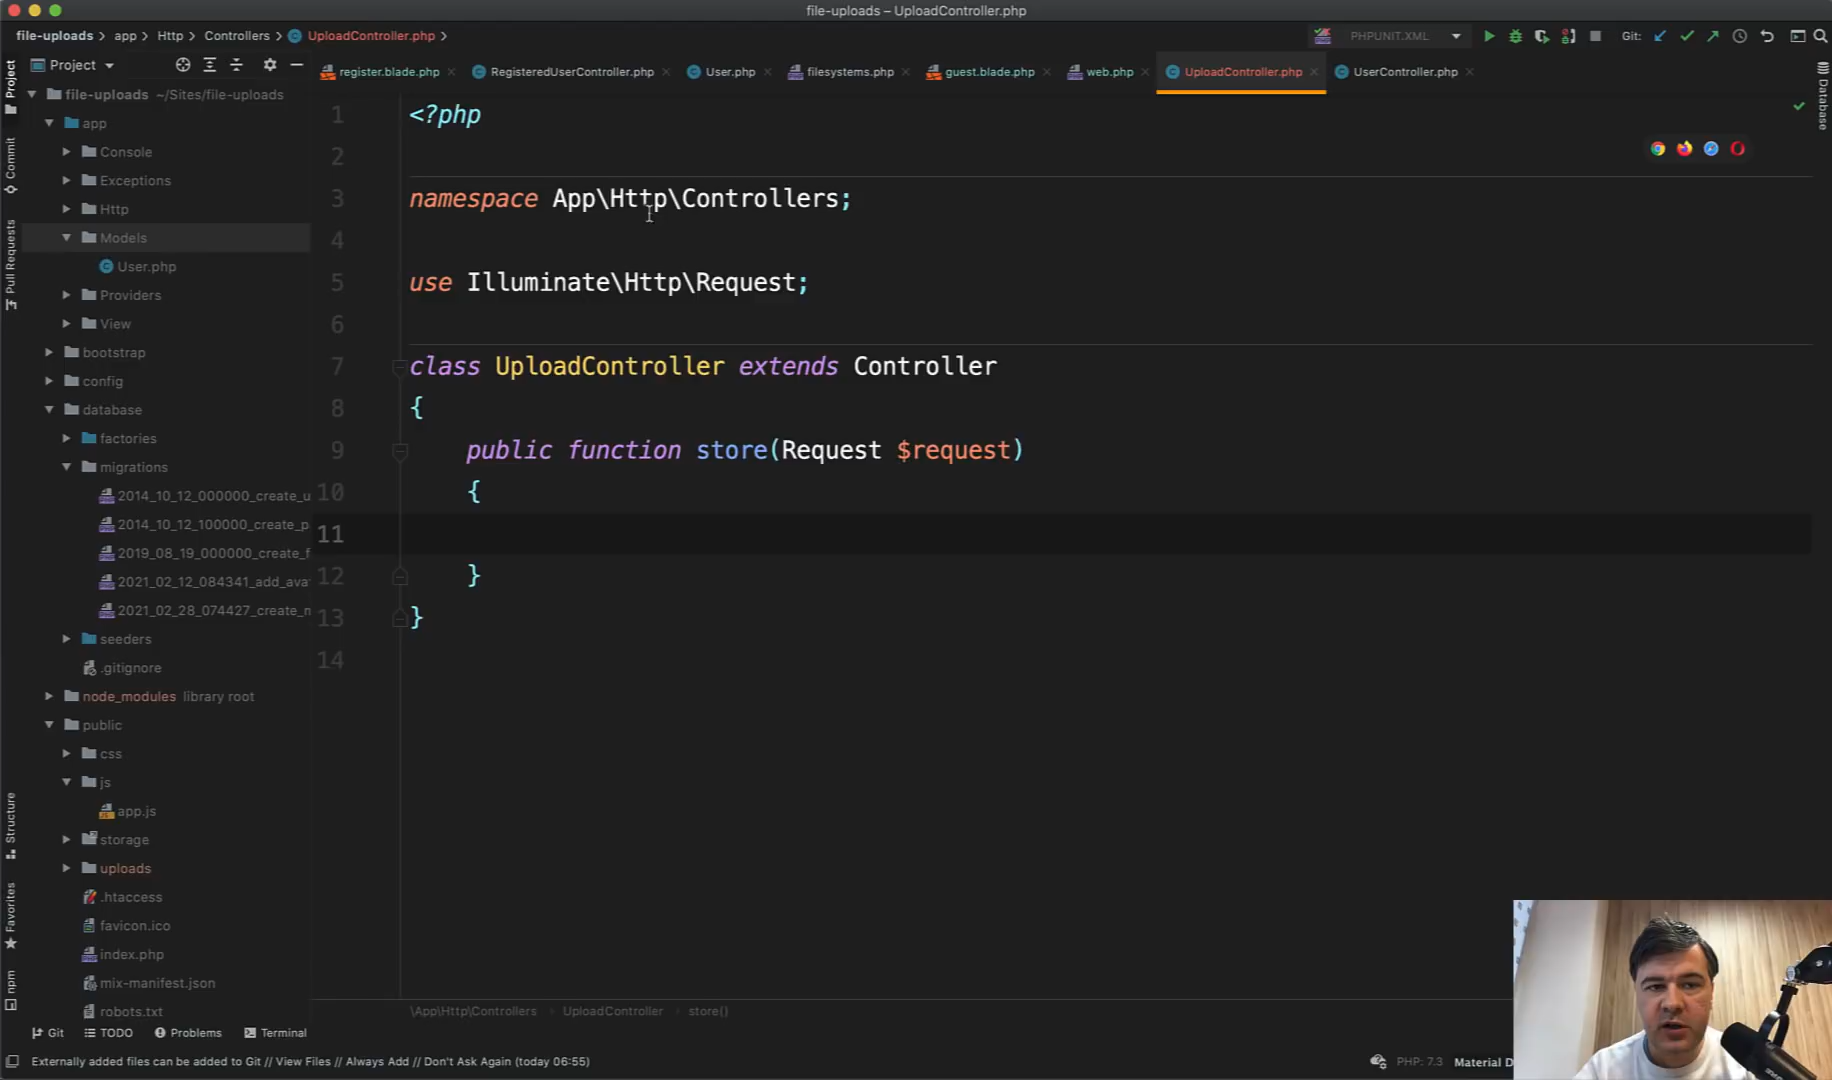 file-uploads – UploadController.php
file-uploads
app
Http
Controllers
UploadController.php
PHPUNIT.XML
Git:
Project
register.blade.php
RegisteredUserController.php
User.php
filesystems.php
guest.blade.php
web.php
UploadController.php
UserController.php
Project
Commit
Pull Requests
Structure
Favorites
npm
Database
file-uploads ~/Sites/file-uploads
app
Console
Exceptions
Http
Models
User.php
Providers
View
bootstrap
config
database
factories
migrations
2014_10_12_000000_create_u
2014_10_12_100000_create_p
2019_08_19_000000_create_f
2021_02_12_084341_add_ava
2021_02_28_074427_create_n
seeders
.gitignore
node_modules library root
public
css
js
app.js
storage
uploads
.htaccess
favicon.ico
index.php
mix-manifest.json
robots.txt
1 <?php
2
3 namespace App\Http\Controllers;
4
5 use Illuminate\Http\Request;
6
7 class UploadController extends Controller
8 {
9 public function store(Request $request)
10 {
11
12 }
13 }
14
\App\Http\Controllers
UploadController
store()
Git
TODO
Problems
Terminal
Externally added files can be added to Git // View Files // Always Add // Don't Ask Again (today 06:55)
PHP: 7.3
Material D